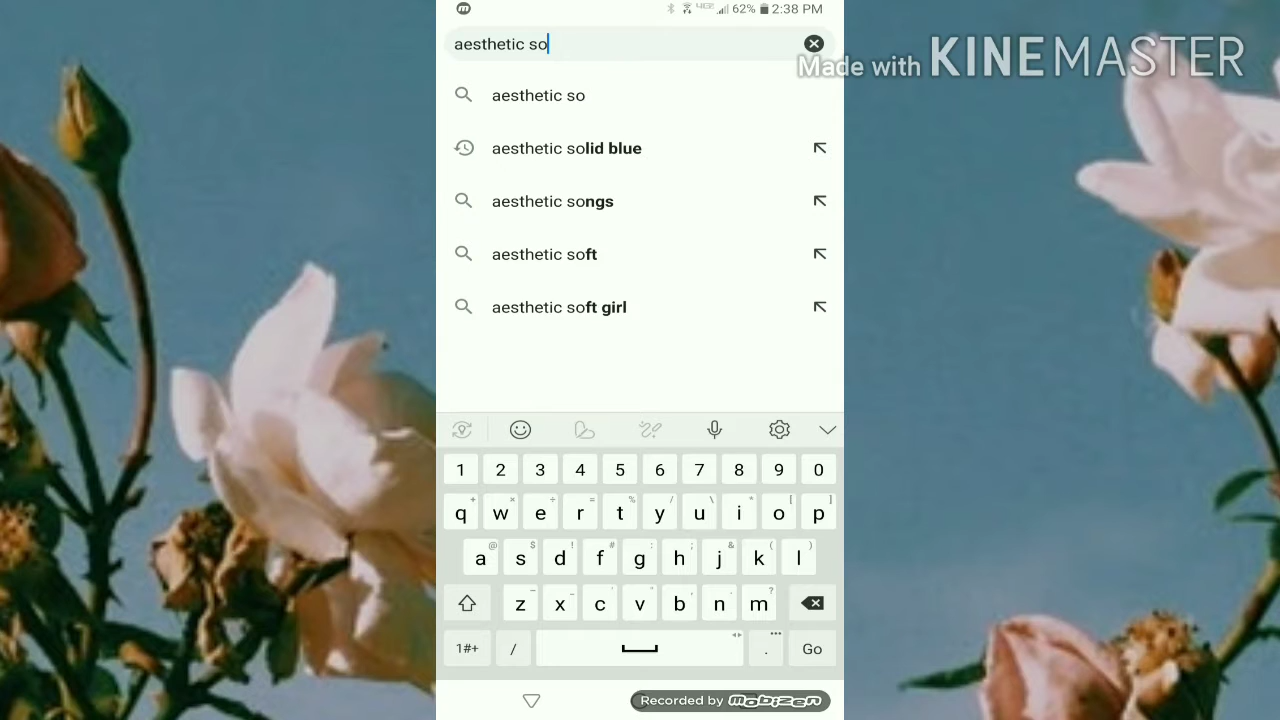 62% 2:38 PM
aesthetic so
Made with KINEMASTER
aesthetic so
aesthetic solid blue
aesthetic songs
aesthetic soft
aesthetic soft girl
1 2 3 4 5 6 7 8 9 0
+ × ÷ = % / \ * [ ]
q w e r t y u i o p
@ $ ! # : ; & ( )
a s d f g h j k l
z x c v b n m ?
1#+ / . Go
Recorded by mobizen